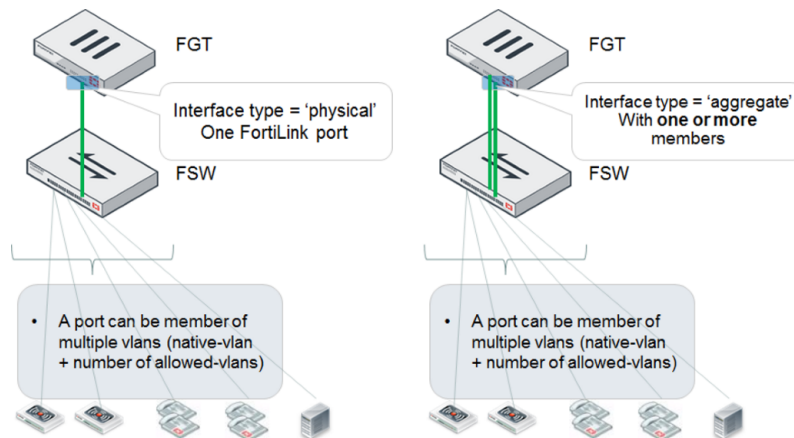 FGT
Interface type = ‘physical’
One FortiLink port
FSW
• A port can be member of
multiple vlans (native-vlan
+ number of allowed-vlans)
FGT
Interface type = ‘aggregate’
With one or more
members
FSW
• A port can be member of
multiple vlans (native-vlan
+ number of allowed-vlans)